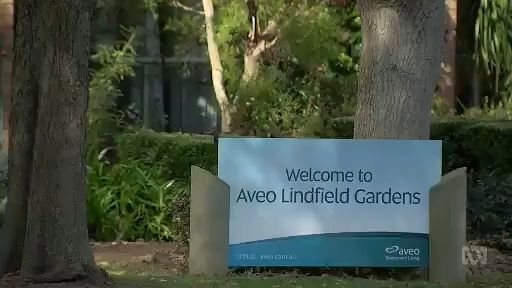 Welcome to
Aveo Lindfield Gardens
aveo.com.au
aveo
Retirement Living